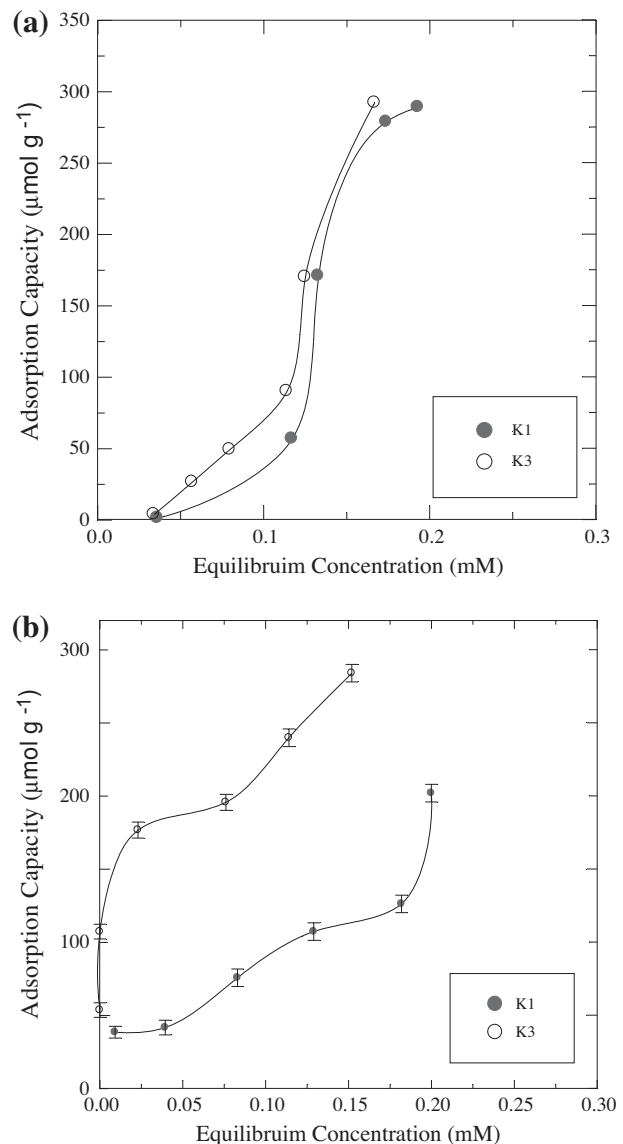 (a)
350
300
250
200
150
100
50
0
Adsorption Capacity (μmol g -1)
0.0 0.1 0.2 0.3
Equilibruim Concentration (mM)
K1
K3
(b)
300
200
100
0
Adsorption Capacity (μmol g -1)
0.00 0.05 0.10 0.15 0.20 0.25 0.30
Equilibruim Concentration (mM)
K1
K3